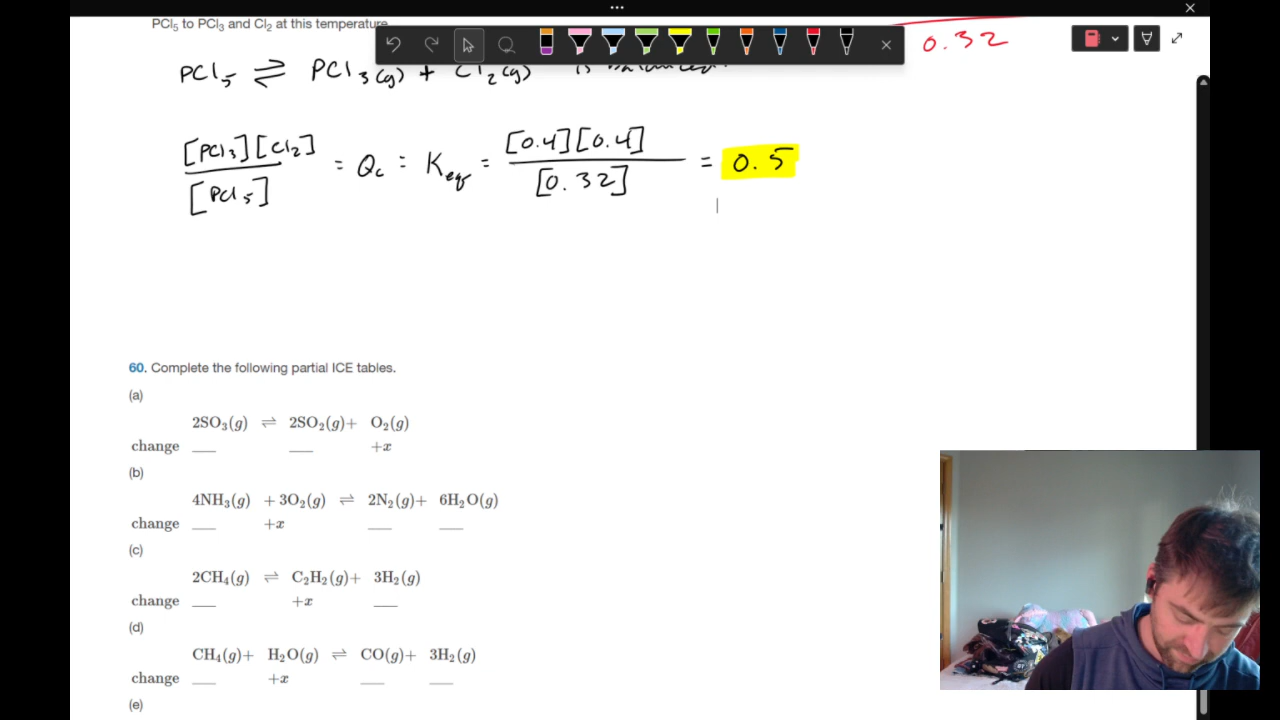 PCl₅ to PCl₃ and Cl₂ at this temperature
0.32
PCl₅ ⇌ PCl₃(g) + Cl₂(g) is balanced.
[PCl₃][Cl₂] / [PCl₅] = Qc = Keq = [0.4][0.4] / [0.32] = 0.5
60. Complete the following partial ICE tables.
(a)
2SO₃(g) ⇌ 2SO₂(g)+ O₂(g)
change ___ ___ +x
(b)
4NH₃(g) + 3O₂(g) ⇌ 2N₂(g)+ 6H₂O(g)
change ___ +x ___ ___
(c)
2CH₄(g) ⇌ C₂H₂(g)+ 3H₂(g)
change ___ +x ___
(d)
CH₄(g)+ H₂O(g) ⇌ CO(g)+ 3H₂(g)
change ___ +x ___ ___
(e)